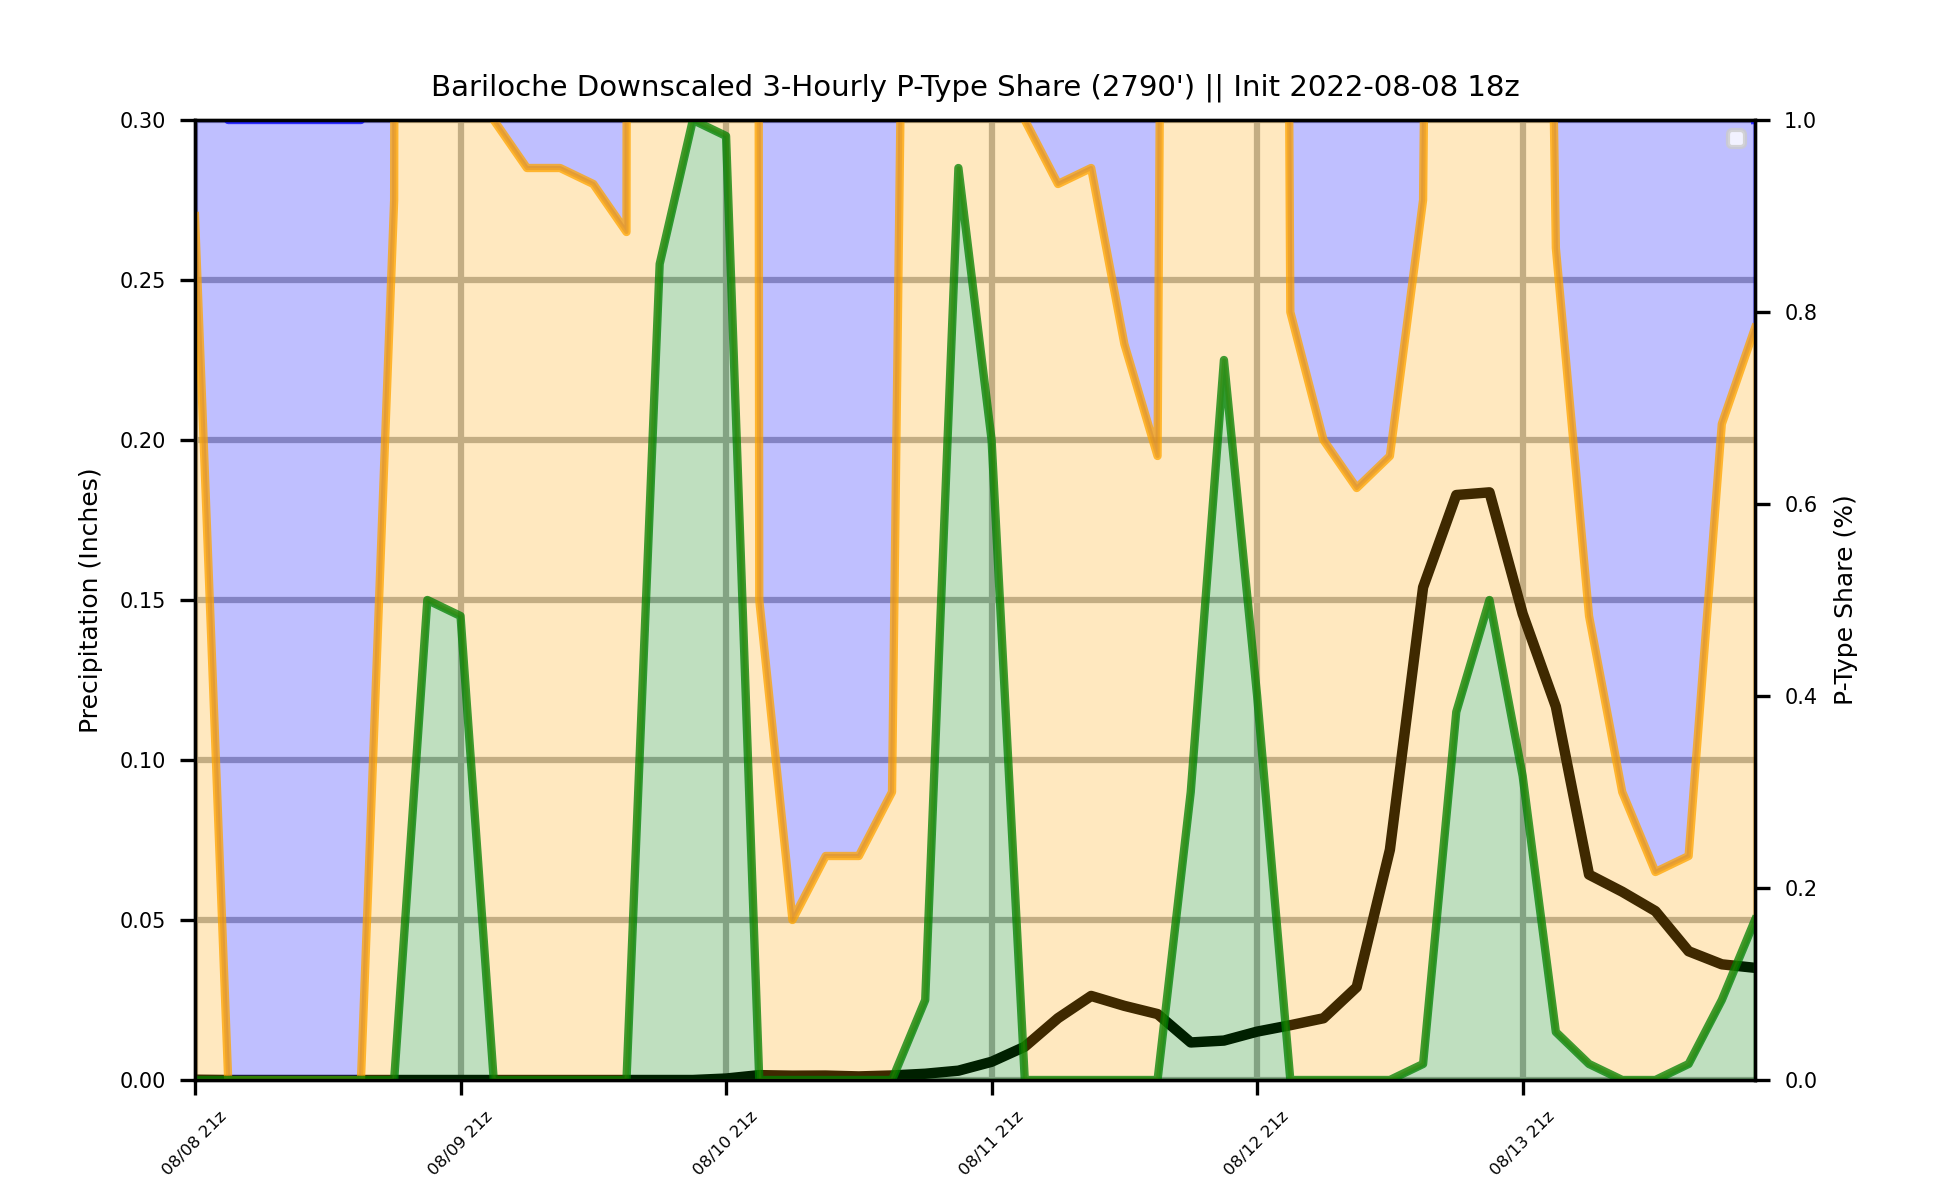 Bariloche Downscaled 3-Hourly P-Type Share (2790') || Init 2022-08-08 18z
0.30
0.25
0.20
0.15
0.10
0.05
0.00
Precipitation (Inches)
1.0
0.8
0.6
0.4
0.2
0.0
P-Type Share (%)
08/08 21z
08/09 21z
08/10 21z
08/11 21z
08/12 21z
08/13 21z